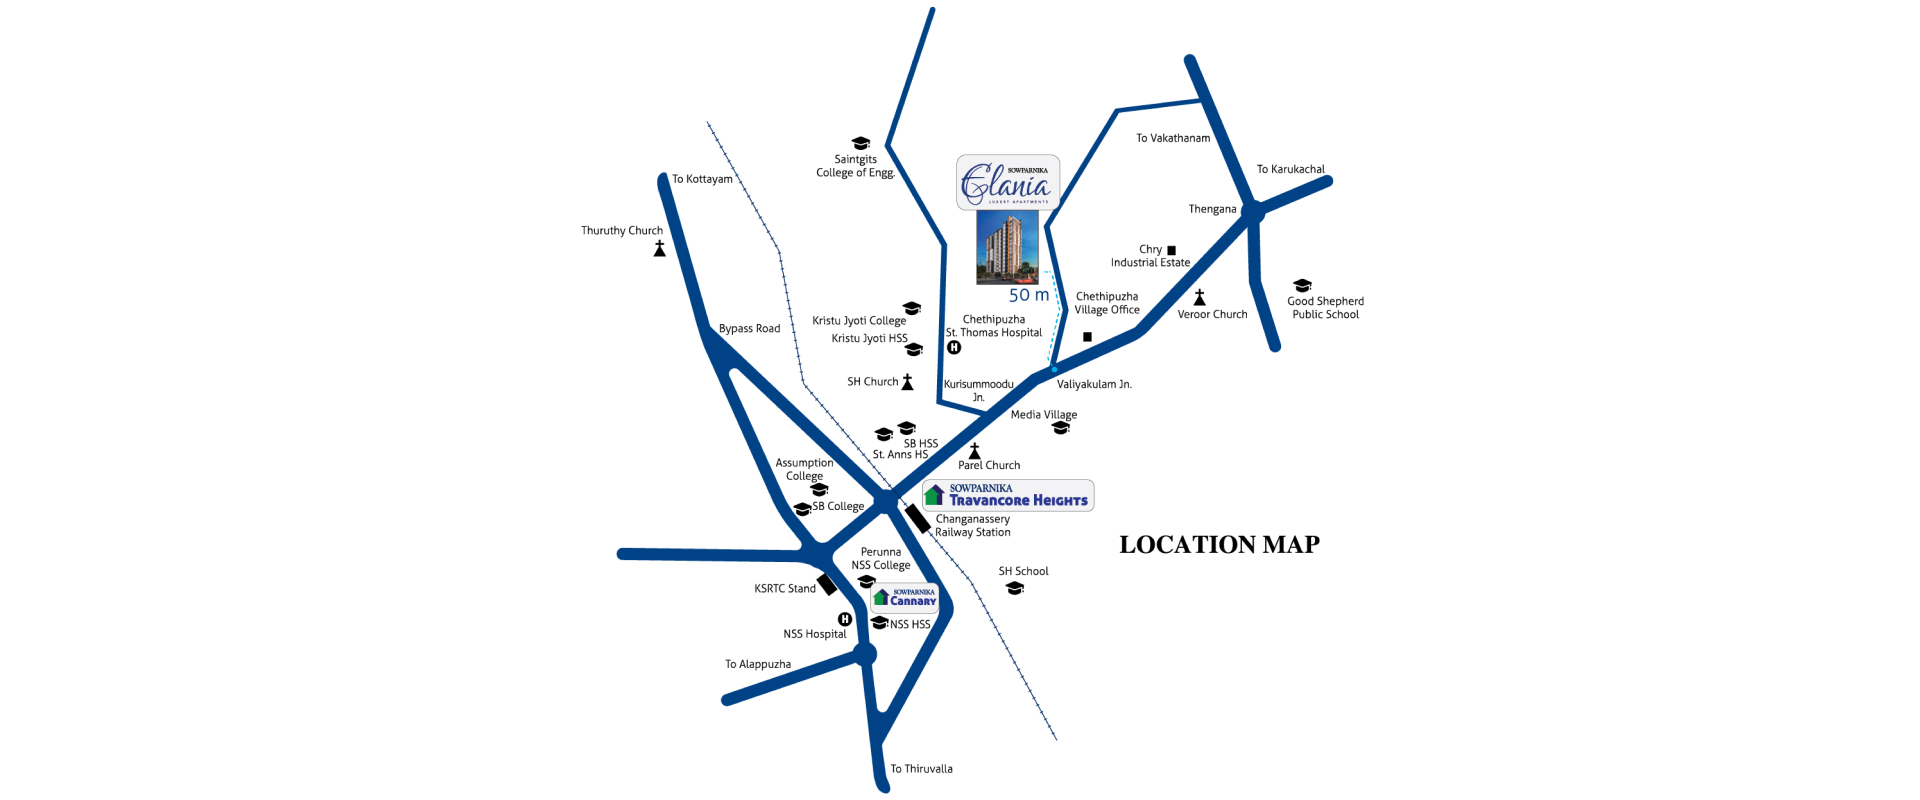 To Vakathanam
Saintgits
College of Engg.
SOWPARNIKA
Elania
LUXURY APARTMENTS
To Karukachal
To Kottayam
Thengana
Thuruthy Church
Chry
Industrial Estate
50 m
Chethipuzha
Village Office
Good Shepherd
Public School
Veroor Church
Kristu Jyoti College
Chethipuzha
St. Thomas Hospital
Bypass Road
Kristu Jyoti HSS
H
SH Church
Kurisummoodu
Jn.
Valiyakulam Jn.
Media Village
SB HSS
St. Anns HS
Parel Church
Assumption
College
SOWPARNIKA
Travancore Heights
SB College
Changanassery
Railway Station
LOCATION MAP
Perunna
NSS College
SH School
KSRTC Stand
SOWPARNIKA
Cannary
H
NSS HSS
NSS Hospital
To Alappuzha
To Thiruvalla